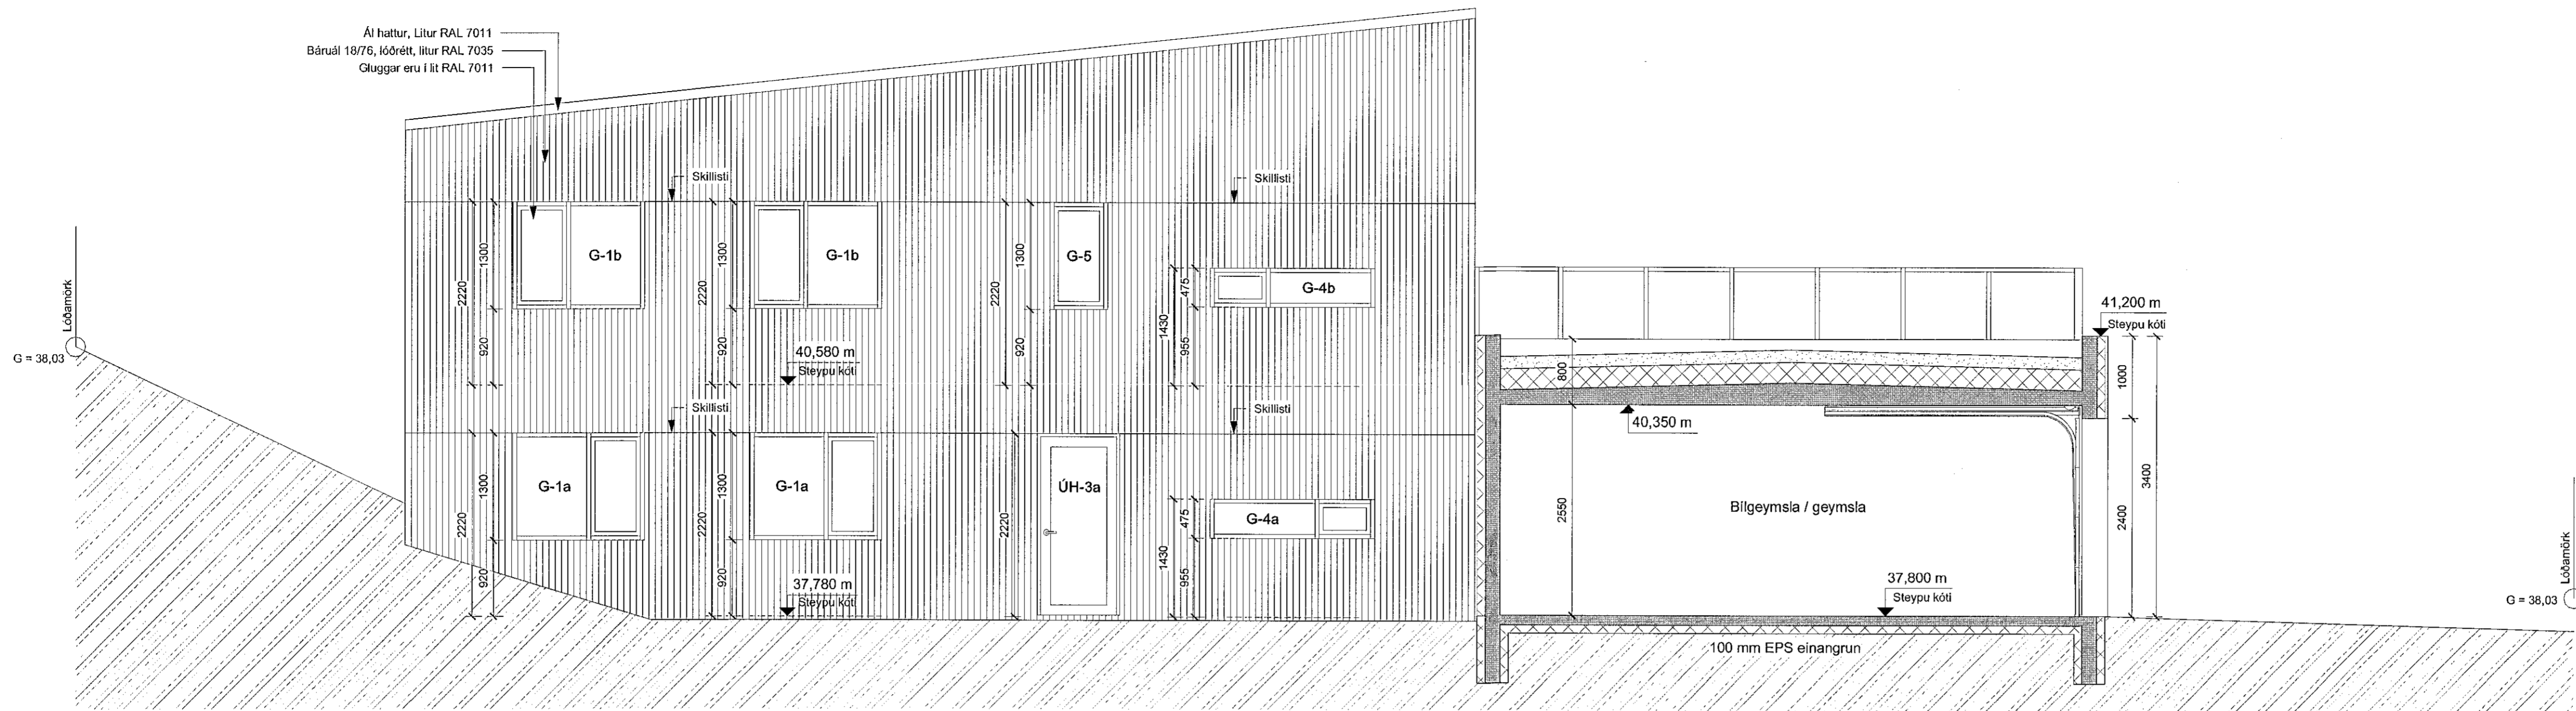 Ál hattur, Litur RAL 7011
Báruál 18/76, lóðrétt, litur RAL 7035
Gluggar eru í lit RAL 7011
Skillisti
Skillisti
Lóðamörk
G = 38,03
2220
1300
920
G-1b
2220
1300
920
G-1b
40,580 m
Steypu kóti
2220
1300
920
G-5
1430
475
955
G-4b
41,200 m
Steypu kóti
800
1000
40,350 m
Skillisti
Skillisti
2220
1300
920
G-1a
2220
1300
920
G-1a
37,780 m
Steypu kóti
2220
ÚH-3a
1430
475
955
G-4a
2550
Bílgeymsla / geymsla
2400
3400
37,800 m
Steypu kóti
100 mm EPS einangrun
Lóðamörk
G = 38,03